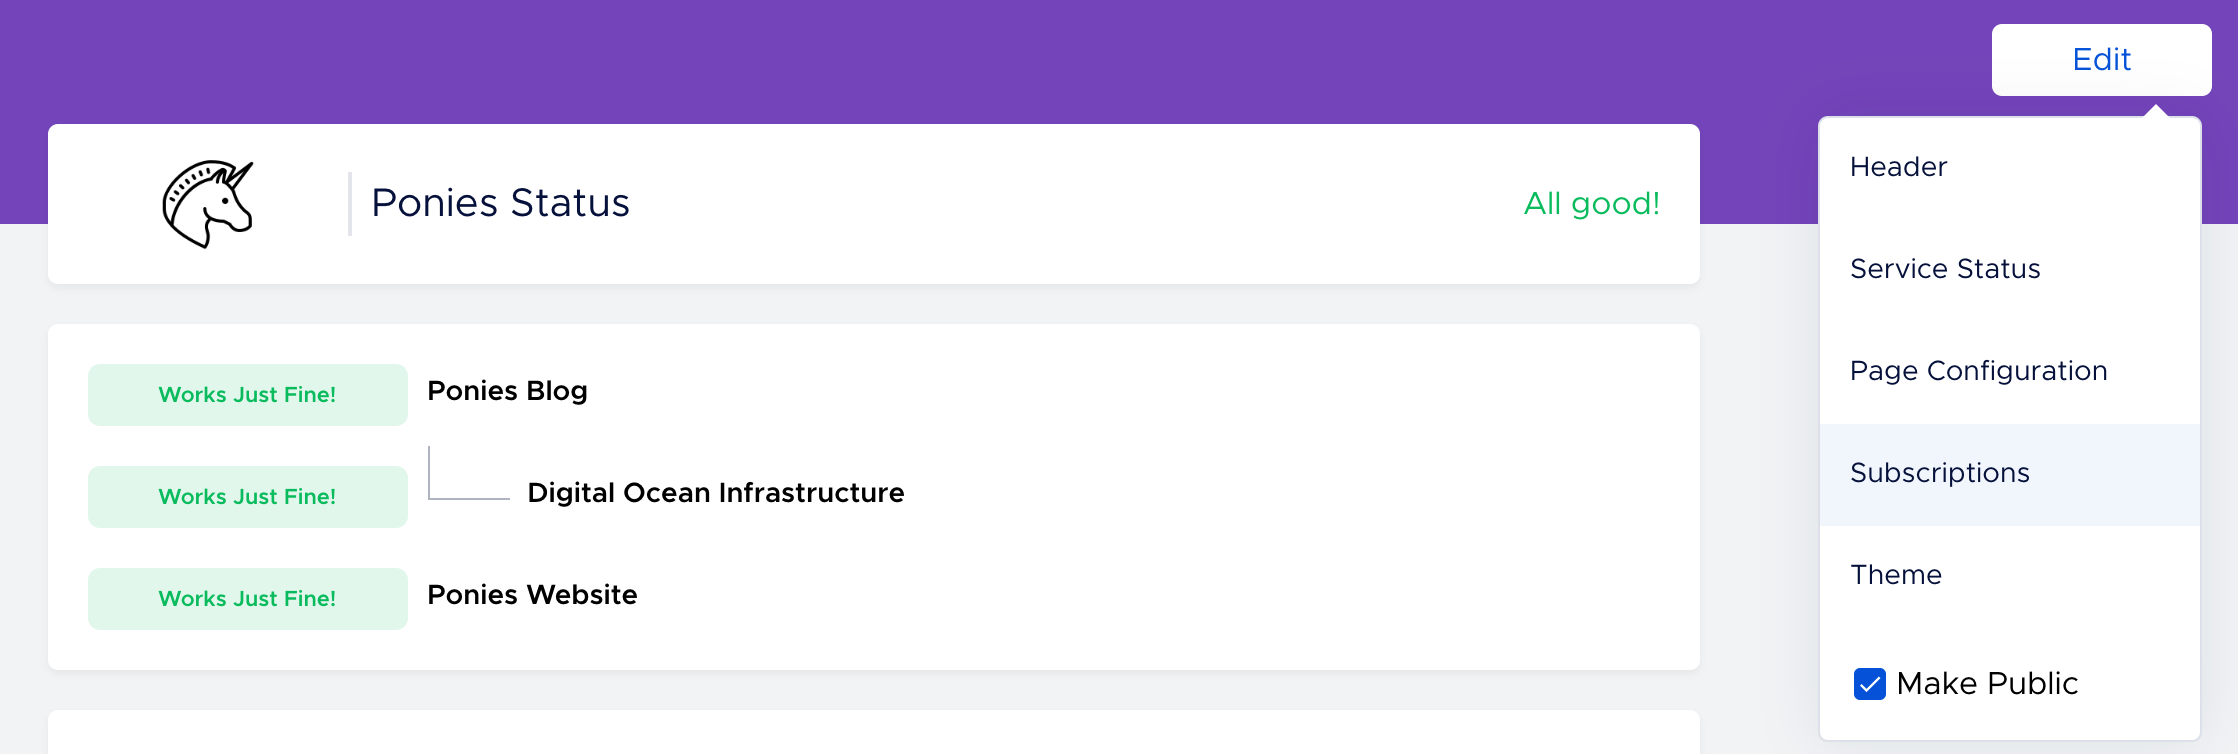 Edit
Ponies Status
All good!
Works Just Fine! Ponies Blog
Works Just Fine! Digital Ocean Infrastructure
Works Just Fine! Ponies Website
Header
Service Status
Page Configuration
Subscriptions
Theme
Make Public